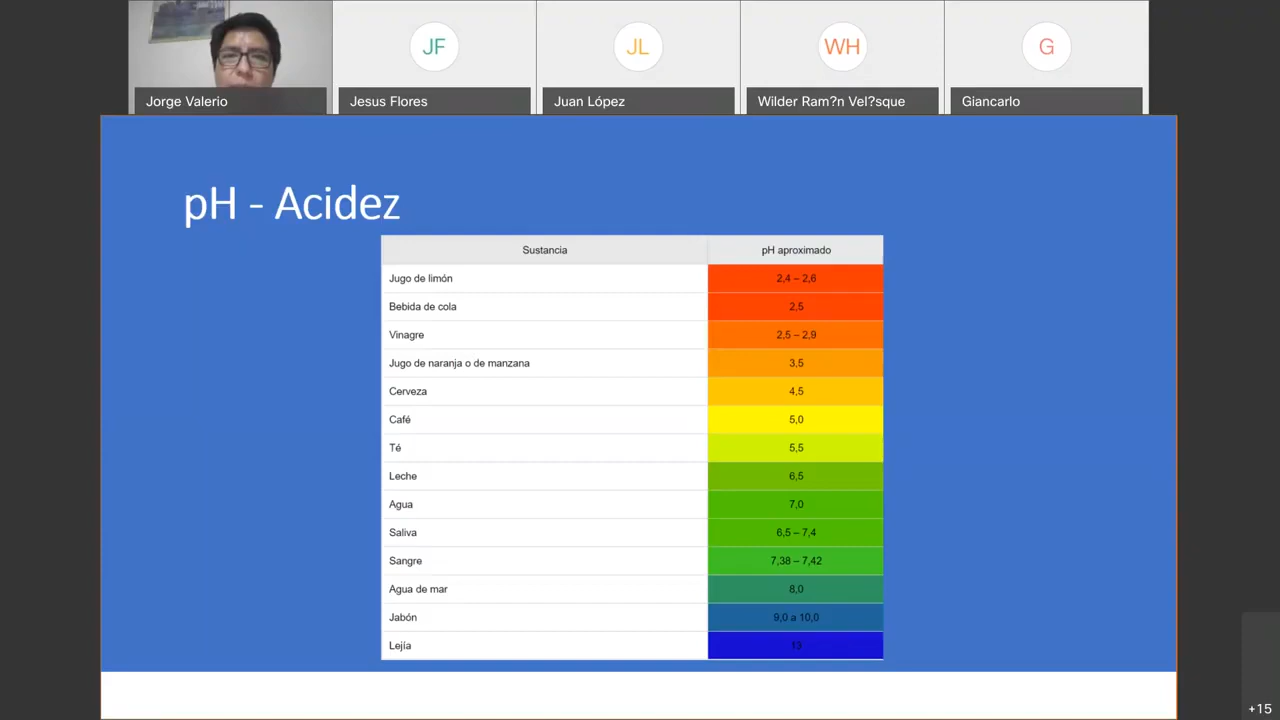 JF
JL
WH
G
Jorge Valerio
Jesus Flores
Juan López
Wilder Ram?n Vel?sque
Giancarlo
pH - Acidez
Sustancia pH aproximado
Jugo de limón 2,4 – 2,6
Bebida de cola 2,5
Vinagre 2,5 – 2,9
Jugo de naranja o de manzana 3,5
Cerveza 4,5
Café 5,0
Té 5,5
Leche 6,5
Agua 7,0
Saliva 6,5 – 7,4
Sangre 7,38 – 7,42
Agua de mar 8,0
Jabón 9,0 a 10,0
Lejía 13
+15